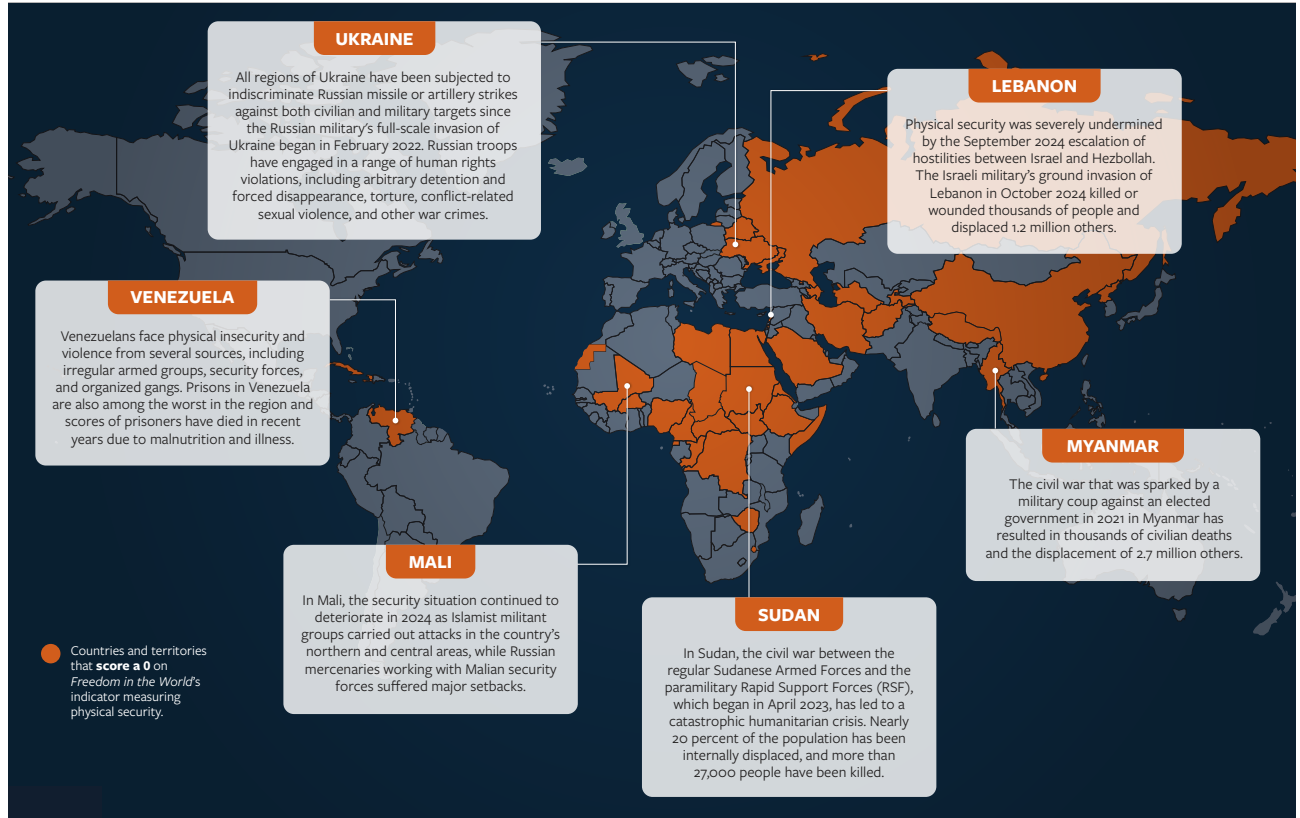 UKRAINE
All regions of Ukraine have been subjected to
indiscriminate Russian missile or artillery strikes
against both civilian and military targets since
the Russian military's full-scale invasion of
Ukraine began in February 2022. Russian troops
have engaged in a range of human rights
violations, including arbitrary detention and
forced disappearance, torture, conflict-related
sexual violence, and other war crimes.
LEBANON
Physical security was severely undermined
by the September 2024 escalation of
hostilities between Israel and Hezbollah.
The Israeli military's ground invasion of
Lebanon in October 2024 killed or
wounded thousands of people and
displaced 1.2 million others.
VENEZUELA
Venezuelans face physical insecurity and
violence from several sources, including
irregular armed groups, security forces,
and organized gangs. Prisons in Venezuela
are also among the worst in the region and
scores of prisoners have died in recent
years due to malnutrition and illness.
MYANMAR
The civil war that was sparked by a
military coup against an elected
government in 2021 in Myanmar has
resulted in thousands of civilian deaths
and the displacement of 2.7 million others.
MALI
In Mali, the security situation continued to
deteriorate in 2024 as Islamist militant
groups carried out attacks in the country's
northern and central areas, while Russian
mercenaries working with Malian security
forces suffered major setbacks.
SUDAN
In Sudan, the civil war between the
regular Sudanese Armed Forces and the
paramilitary Rapid Support Forces (RSF),
which began in April 2023, has led to a
catastrophic humanitarian crisis. Nearly
20 percent of the population has been
internally displaced, and more than
27,000 people have been killed.
Countries and territories
that score a 0 on
Freedom in the World's
indicator measuring
physical security.